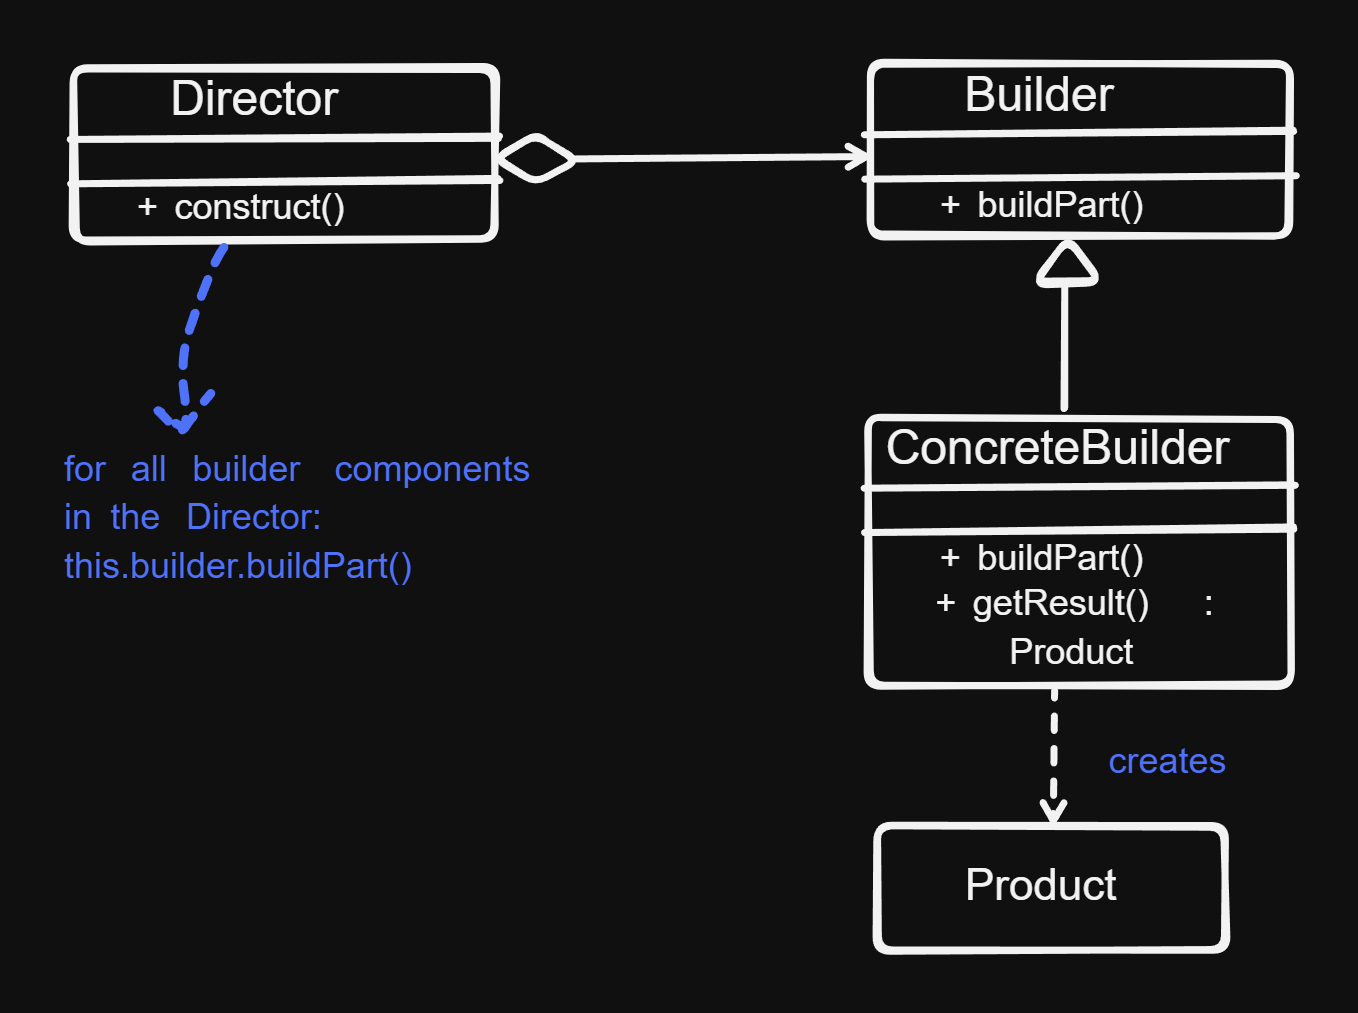 Director
+ construct()
Builder
+ buildPart()
for all builder components
in the Director:
this.builder.buildPart()
ConcreteBuilder
+ buildPart()
+ getResult() :
Product
creates
Product